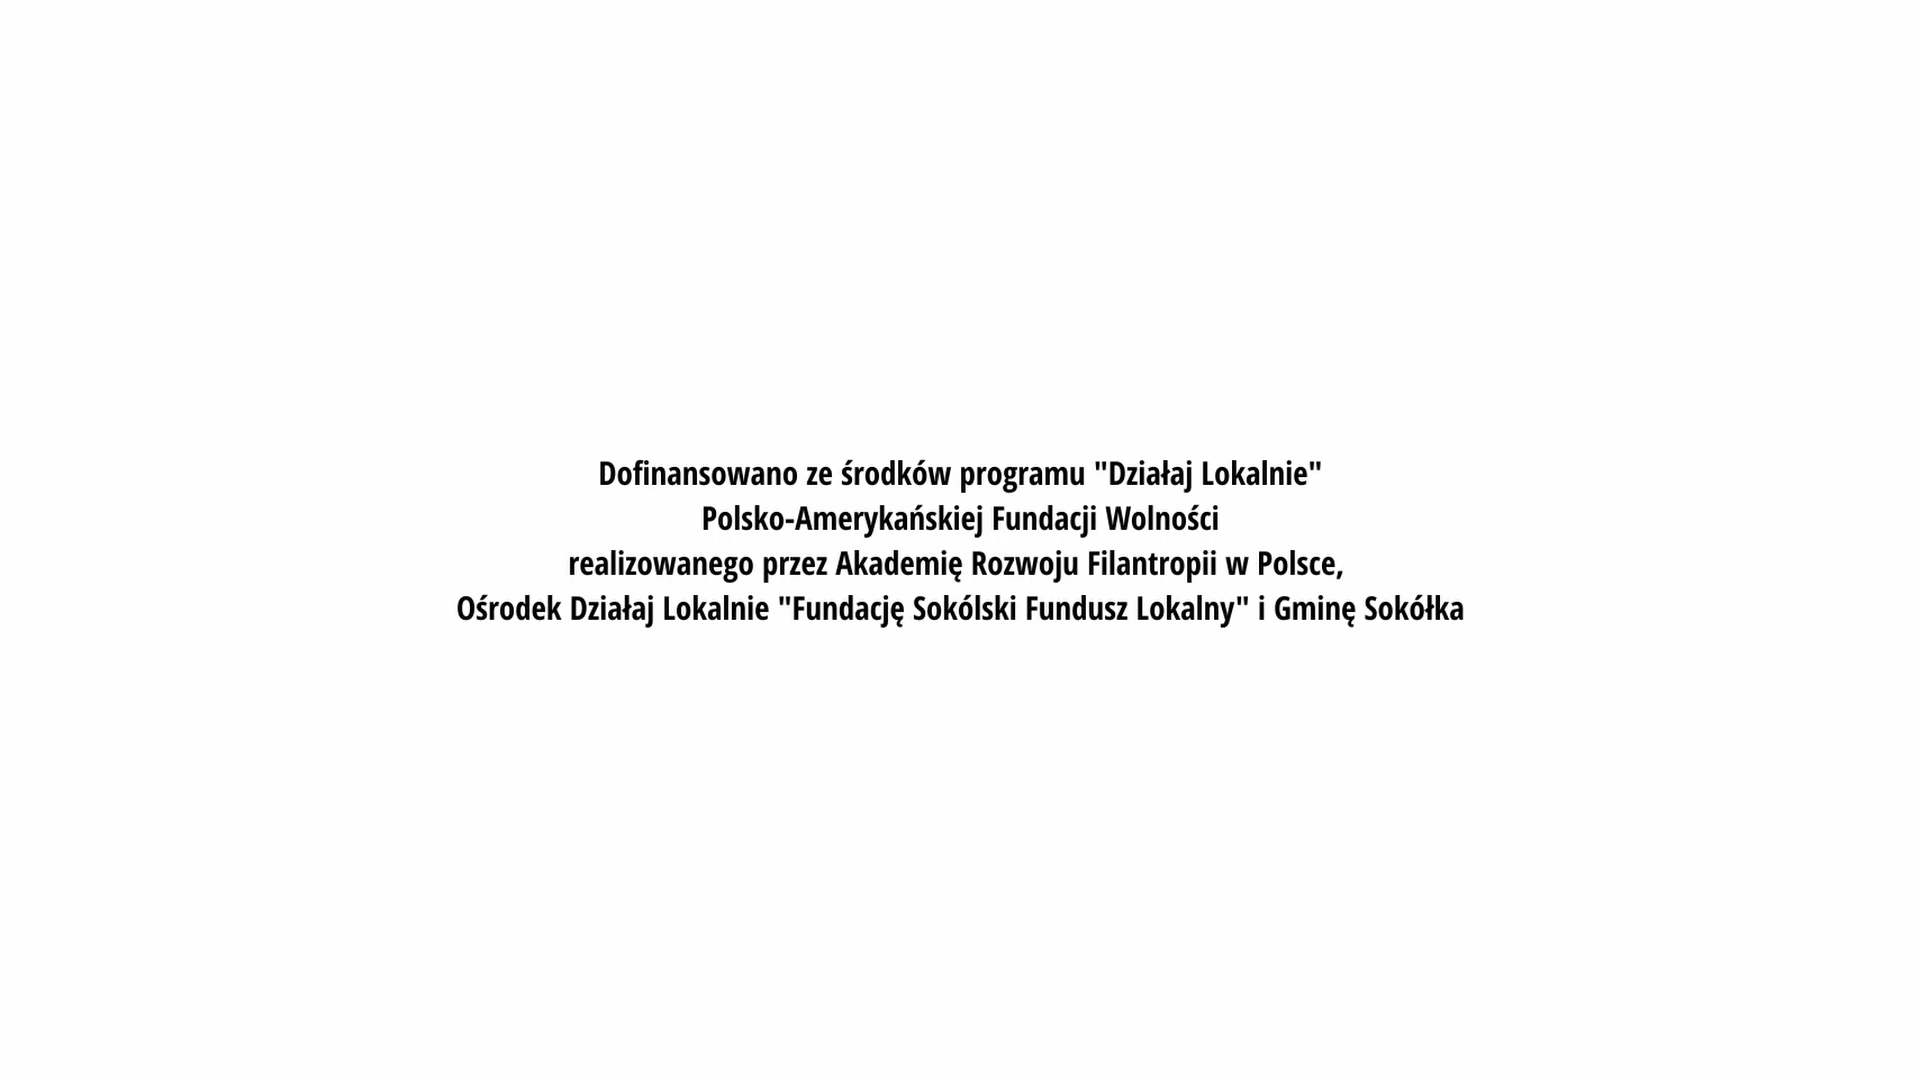 Dofinansowano ze środków programu "Działaj Lokalnie"
Polsko-Amerykańskiej Fundacji Wolności
realizowanego przez Akademię Rozwoju Filantropii w Polsce,
Ośrodek Działaj Lokalnie "Fundację Sokólski Fundusz Lokalny" i Gminę Sokółka